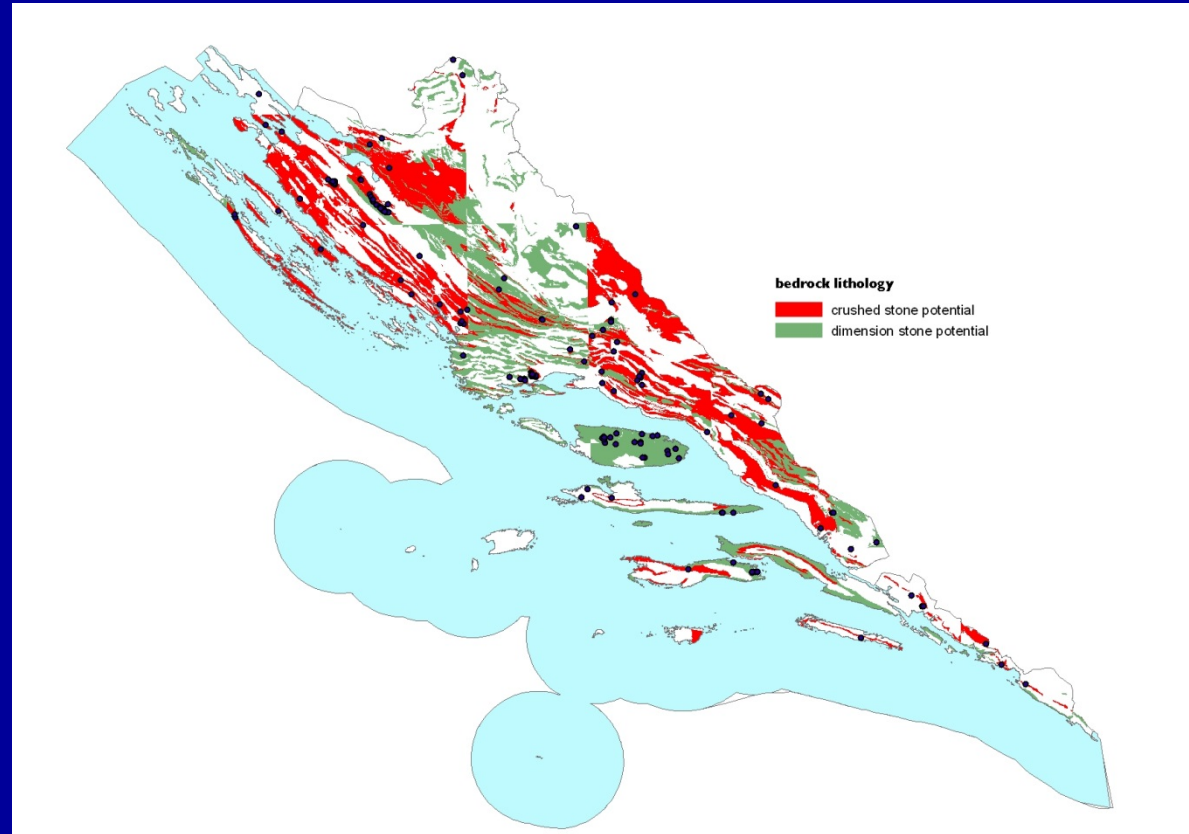 bedrock lithology
crushed stone potential
dimension stone potential